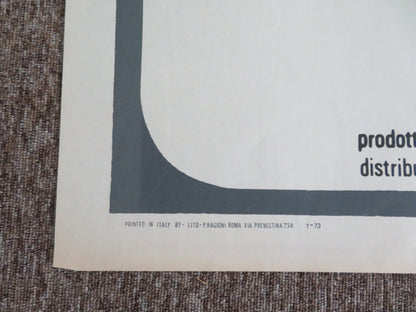 prodott
distribu
PRINTED IN ITALY BY - LITO - P. RAGIONI ROMA VIA PRENESTINA 738 1-73